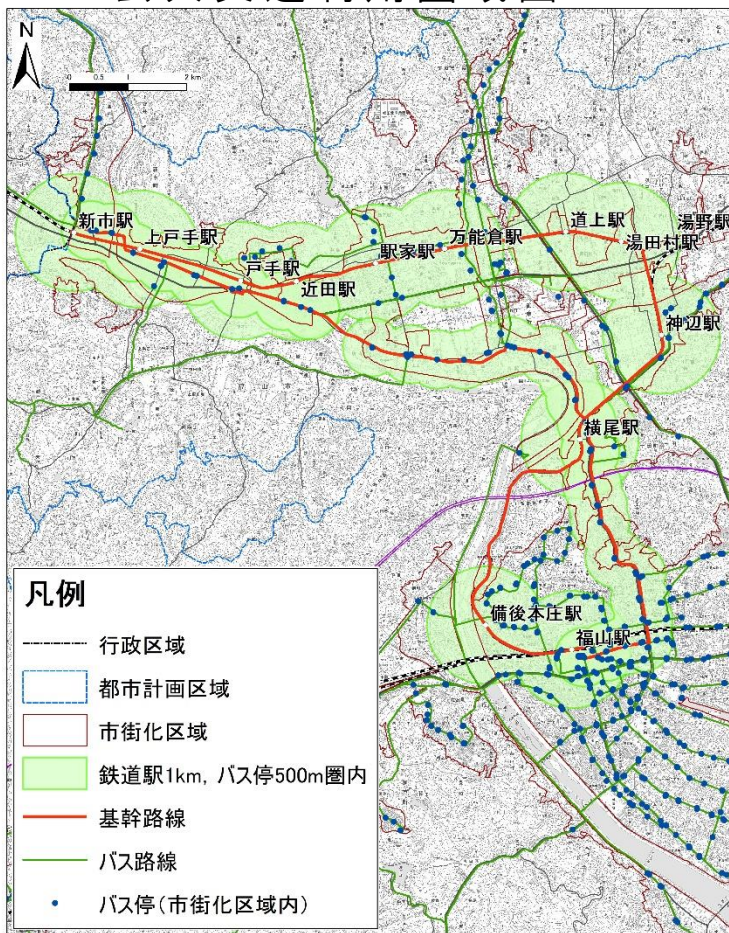 N
0 0.5 1 2 km
新市駅
上戸手駅
戸手駅
近田駅
駅家駅
万能倉駅
道上駅
湯野駅
湯田村駅
神辺駅
横尾駅
備後本庄駅
福山駅
凡例
行政区域
都市計画区域
市街化区域
鉄道駅1km，バス停500m圏内
基幹路線
バス路線
バス停（市街化区域内）